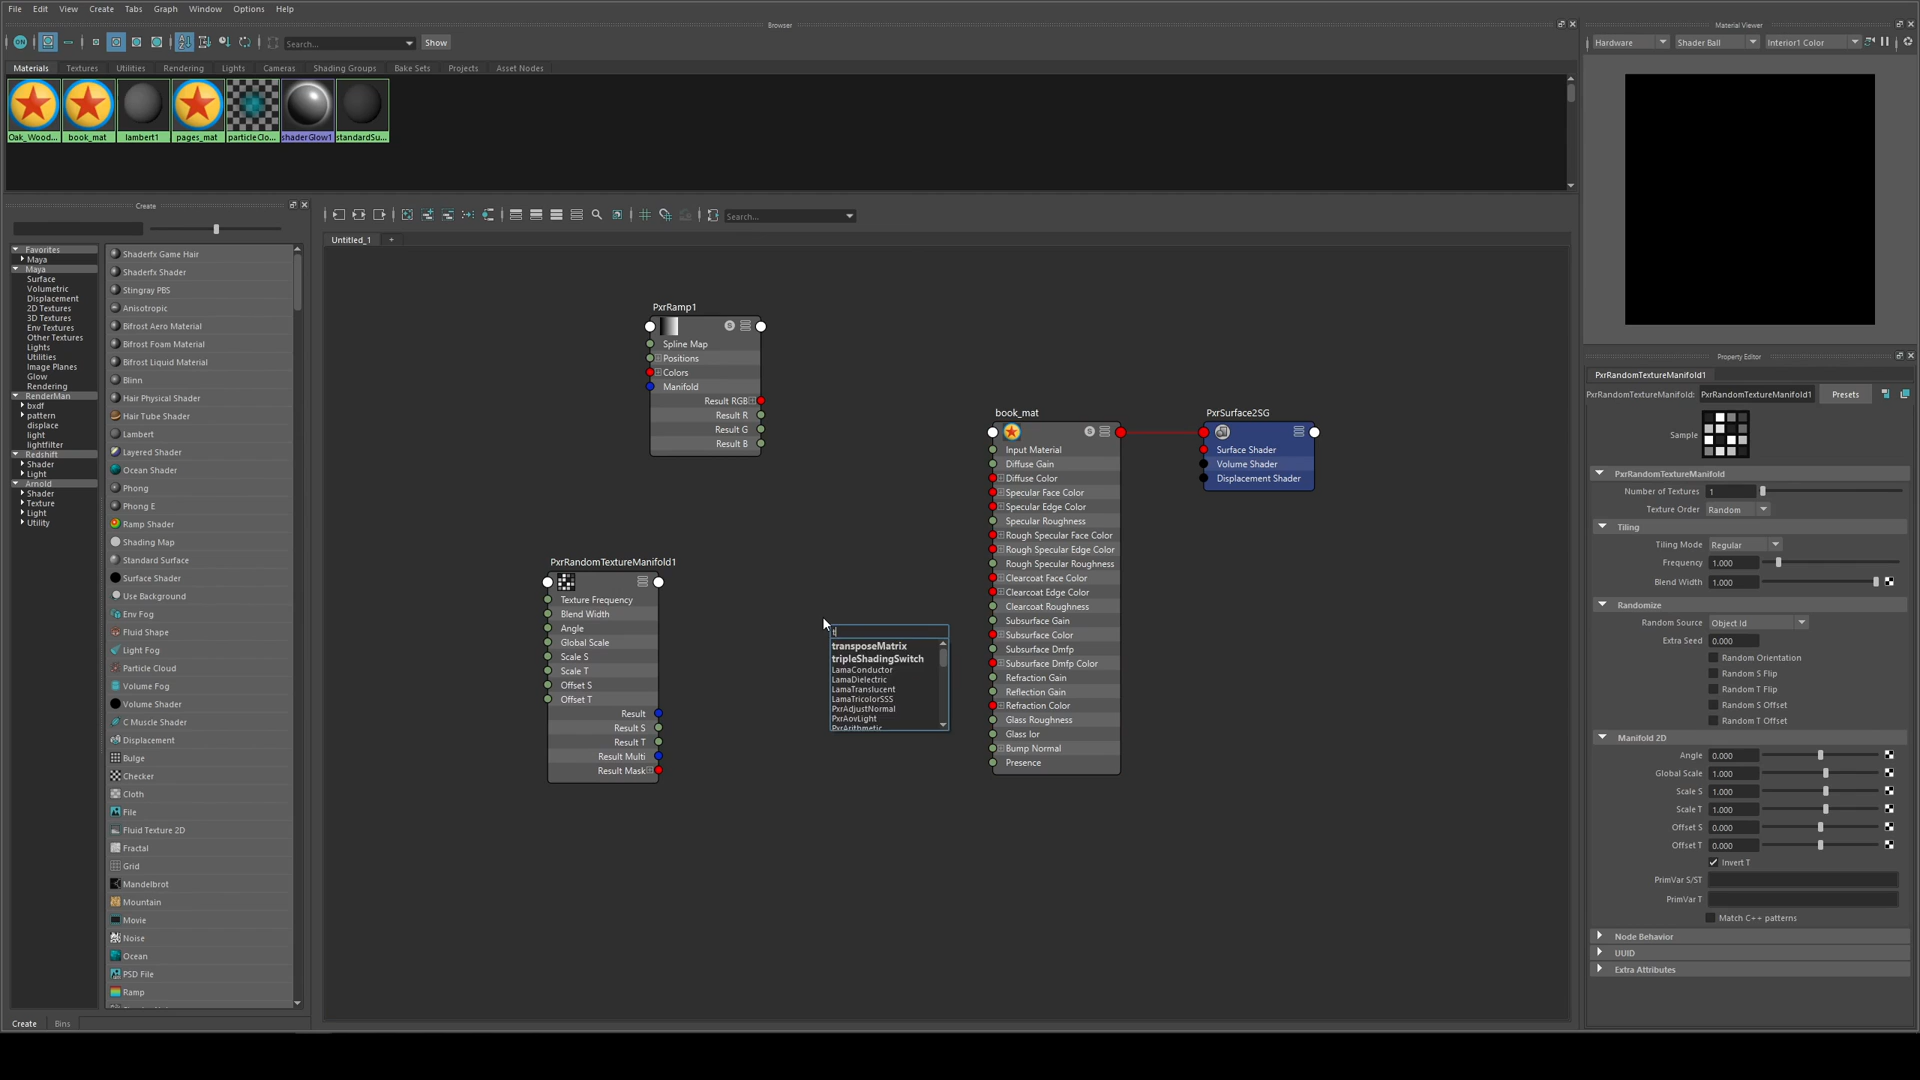 File Edit View Create Tabs Graph Window Options Help
Browser
ON
Search...
Show
Materials Textures Utilities Rendering Lights Cameras Shading Groups Bake Sets Projects Asset Nodes
Oak_Wood... book_mat lambert1 pages_mat particleClo... shaderGlow1 standardSu...
Material Viewer
Hardware Shader Ball Interior1 Color
Create
Favorites
Maya
Maya
Surface
Volumetric
Displacement
2D Textures
3D Textures
Env Textures
Other Textures
Lights
Utilities
Image Planes
Glow
Rendering
RenderMan
bxdf
pattern
displace
light
lightfilter
Redshift
Shader
Light
Arnold
Shader
Texture
Light
Utility
Shaderfx Game Hair
Shaderfx Shader
Stingray PBS
Anisotropic
Bifrost Aero Material
Bifrost Foam Material
Bifrost Liquid Material
Blinn
Hair Physical Shader
Hair Tube Shader
Lambert
Layered Shader
Ocean Shader
Phong
Phong E
Ramp Shader
Shading Map
Standard Surface
Surface Shader
Use Background
Env Fog
Fluid Shape
Light Fog
Particle Cloud
Volume Fog
Volume Shader
C Muscle Shader
Displacement
Bulge
Checker
Cloth
File
Fluid Texture 2D
Fractal
Grid
Mandelbrot
Mountain
Movie
Noise
Ocean
PSD File
Ramp
Create Bins
Search...
Untitled_1 +
PxrRamp1
S
Spline Map
Positions
Colors
Manifold
Result RGB
Result R
Result G
Result B
PxrRandomTextureManifold1
Texture Frequency
Blend Width
Angle
Global Scale
Scale S
Scale T
Offset S
Offset T
Result
Result S
Result T
Result Multi
Result Mask
t
transposeMatrix
tripleShadingSwitch
LamaConductor
LamaDielectric
LamaTranslucent
LamaTricolorSSS
PxrAdjustNormal
PxrAovLight
PxrArithmetic
book_mat
S
Input Material
Diffuse Gain
Diffuse Color
Specular Face Color
Specular Edge Color
Specular Roughness
Rough Specular Face Color
Rough Specular Edge Color
Rough Specular Roughness
Clearcoat Face Color
Clearcoat Edge Color
Clearcoat Roughness
Subsurface Gain
Subsurface Color
Subsurface Dmfp
Subsurface Dmfp Color
Refraction Gain
Reflection Gain
Refraction Color
Glass Roughness
Glass Ior
Bump Normal
Presence
PxrSurface2SG
Surface Shader
Volume Shader
Displacement Shader
Property Editor
PxrRandomTextureManifold1
PxrRandomTextureManifold: PxrRandomTextureManifold1 Presets
Sample
PxrRandomTextureManifold
Number of Textures 1
Texture Order Random
Tiling
Tiling Mode Regular
Frequency 1.000
Blend Width 1.000
Randomize
Random Source Object Id
Extra Seed 0.000
Random Orientation
Random S Flip
Random T Flip
Random S Offset
Random T Offset
Manifold 2D
Angle 0.000
Global Scale 1.000
Scale S 1.000
Scale T 1.000
Offset S 0.000
Offset T 0.000
Invert T
PrimVar S/ST
PrimVar T
Match C++ patterns
Node Behavior
UUID
Extra Attributes